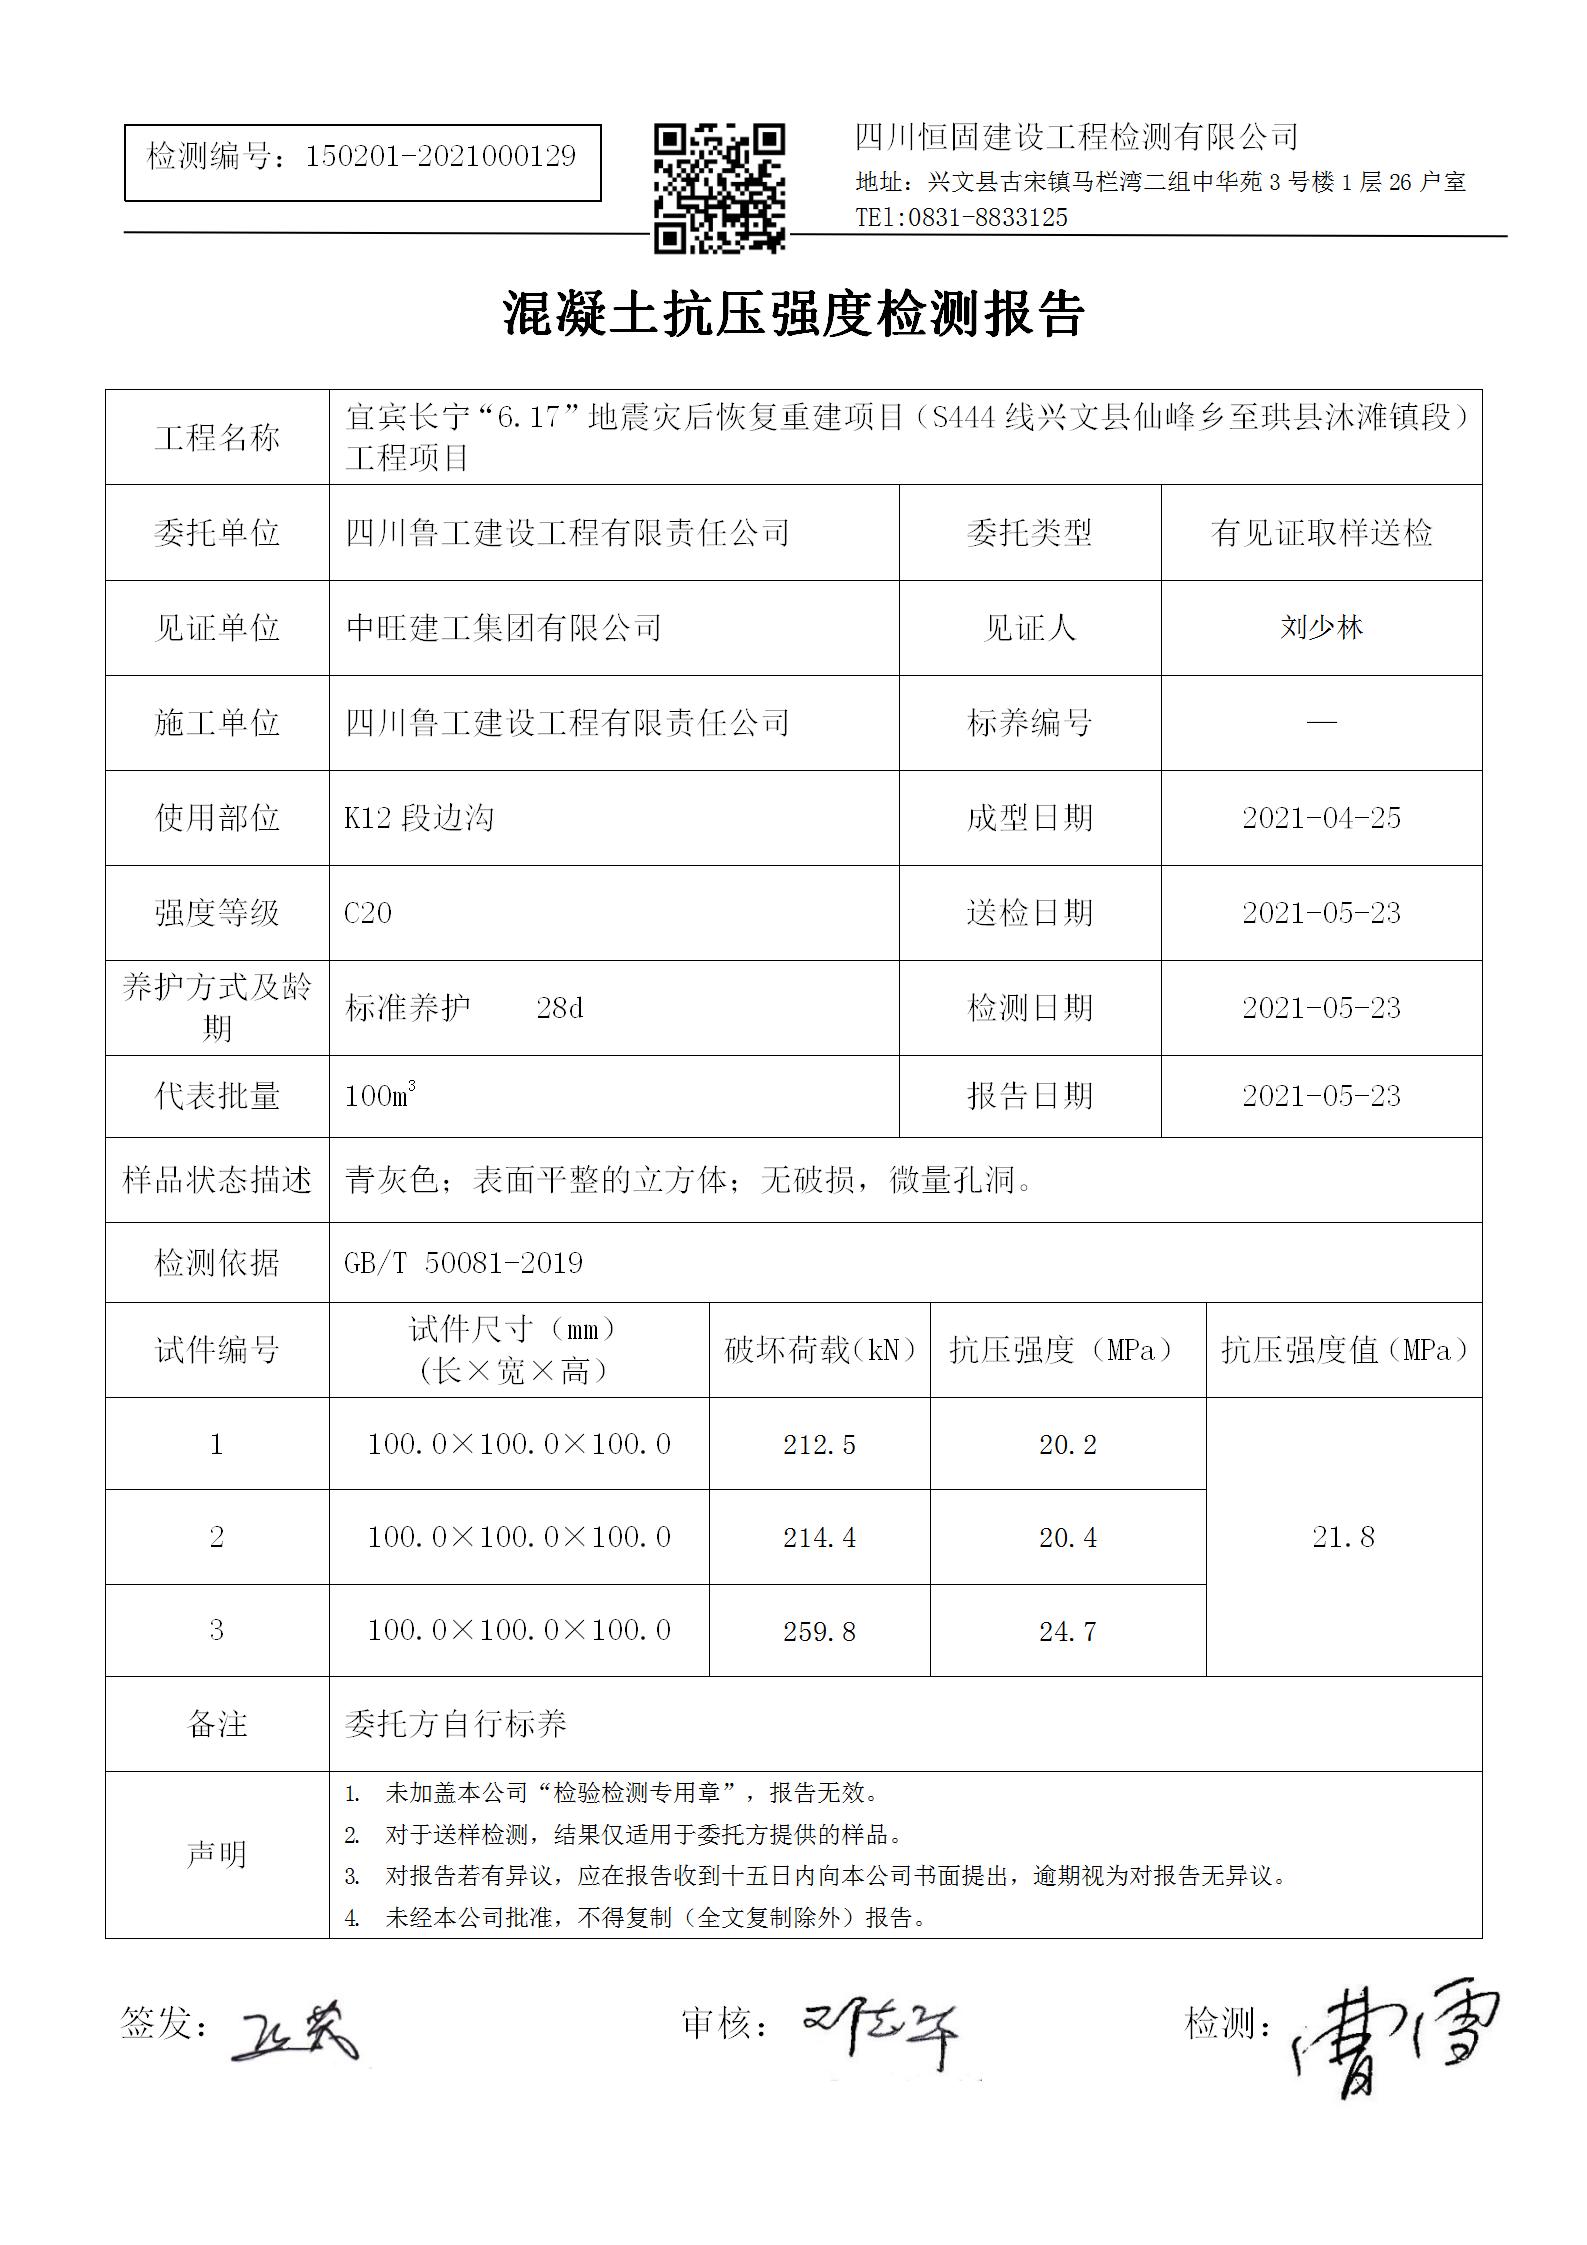 检测编号：150201-2021000129
四川恒固建设工程检测有限公司
地址：兴文县古宋镇马栏湾二组中华苑 3 号楼 1 层 26 户室
TEl:0831-8833125
混凝土抗压强度检测报告
工程名称
宜宾长宁“6.17”地震灾后恢复重建项目（S444 线兴文县仙峰乡至珙县沐滩镇段）
工程项目
委托单位 四川鲁工建设工程有限责任公司 委托类型 有见证取样送检
见证单位 中旺建工集团有限公司 见证人 刘少林
施工单位 四川鲁工建设工程有限责任公司 标养编号 —
使用部位 K12 段边沟 成型日期 2021-04-25
强度等级 C20 送检日期 2021-05-23
养护方式及龄
期
标准养护 28d 检测日期 2021-05-23
代表批量 100m³ 报告日期 2021-05-23
样品状态描述 青灰色；表面平整的立方体；无破损，微量孔洞。
检测依据 GB/T 50081-2019
试件编号
试件尺寸（mm）
(长×宽×高）
破坏荷载（kN） 抗压强度（MPa） 抗压强度值（MPa）
1 100.0×100.0×100.0 212.5 20.2
2 100.0×100.0×100.0 214.4 20.4 21.8
3 100.0×100.0×100.0 259.8 24.7
备注 委托方自行标养
声明
1. 未加盖本公司“检验检测专用章”，报告无效。
2. 对于送样检测，结果仅适用于委托方提供的样品。
3. 对报告若有异议，应在报告收到十五日内向本公司书面提出，逾期视为对报告无异议。
4. 未经本公司批准，不得复制（全文复制除外）报告。
签发： 审核： 检测：曹雪